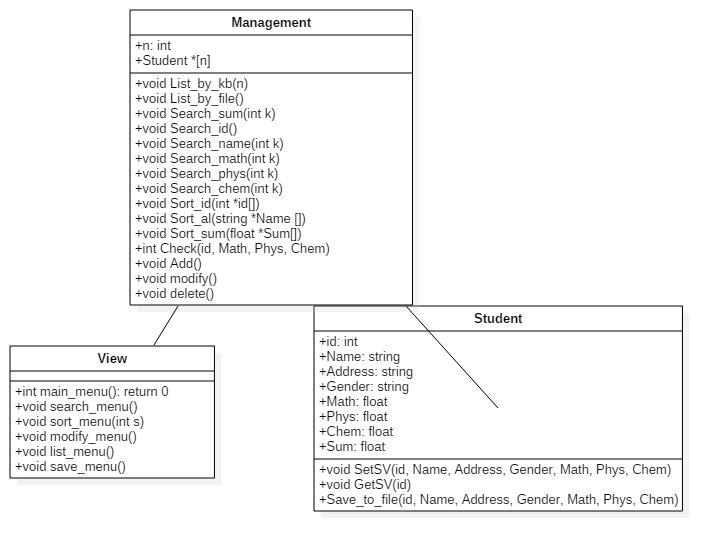 Management
+n: int
+Student *[n]
+void List_by_kb(n)
+void List_by_file()
+void Search_sum(int k)
+void Search_id()
+void Search_name(int k)
+void Search_math(int k)
+void Search_phys(int k)
+void Search_chem(int k)
+void Sort_id(int *id[])
+void Sort_al(string *Name [])
+void Sort_sum(float *Sum[])
+int Check(id, Math, Phys, Chem)
+void Add()
+void modify()
+void delete()
View
+int main_menu(): return 0
+void search_menu()
+void sort_menu(int s)
+void modify_menu()
+void list_menu()
+void save_menu()
Student
+id: int
+Name: string
+Address: string
+Gender: string
+Math: float
+Phys: float
+Chem: float
+Sum: float
+void SetSV(id, Name, Address, Gender, Math, Phys, Chem)
+void GetSV(id)
+Save_to_file(id, Name, Address, Gender, Math, Phys, Chem)